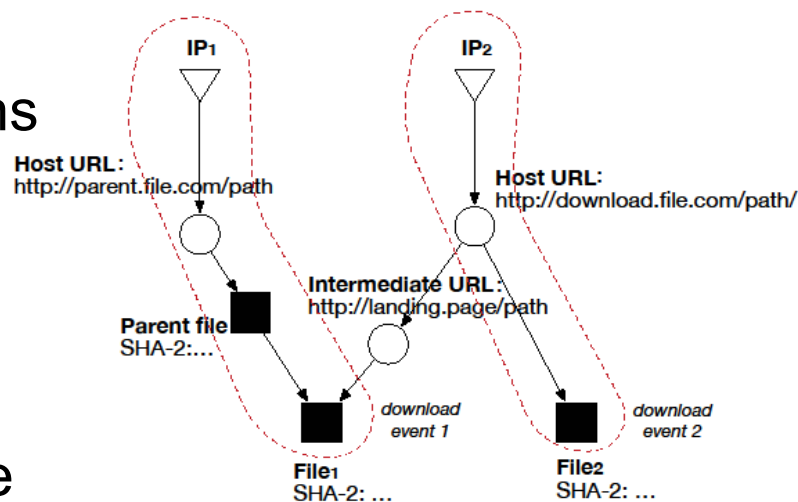 IP1
IP2
ns
Host URL:
http://parent.file.com/path
Host URL:
http://download.file.com/path/
Intermediate URL:
http://landing.page/path
Parent file
SHA-2:...
download
event 1
download
event 2
e
File1
SHA-2: ...
File2
SHA-2: ...